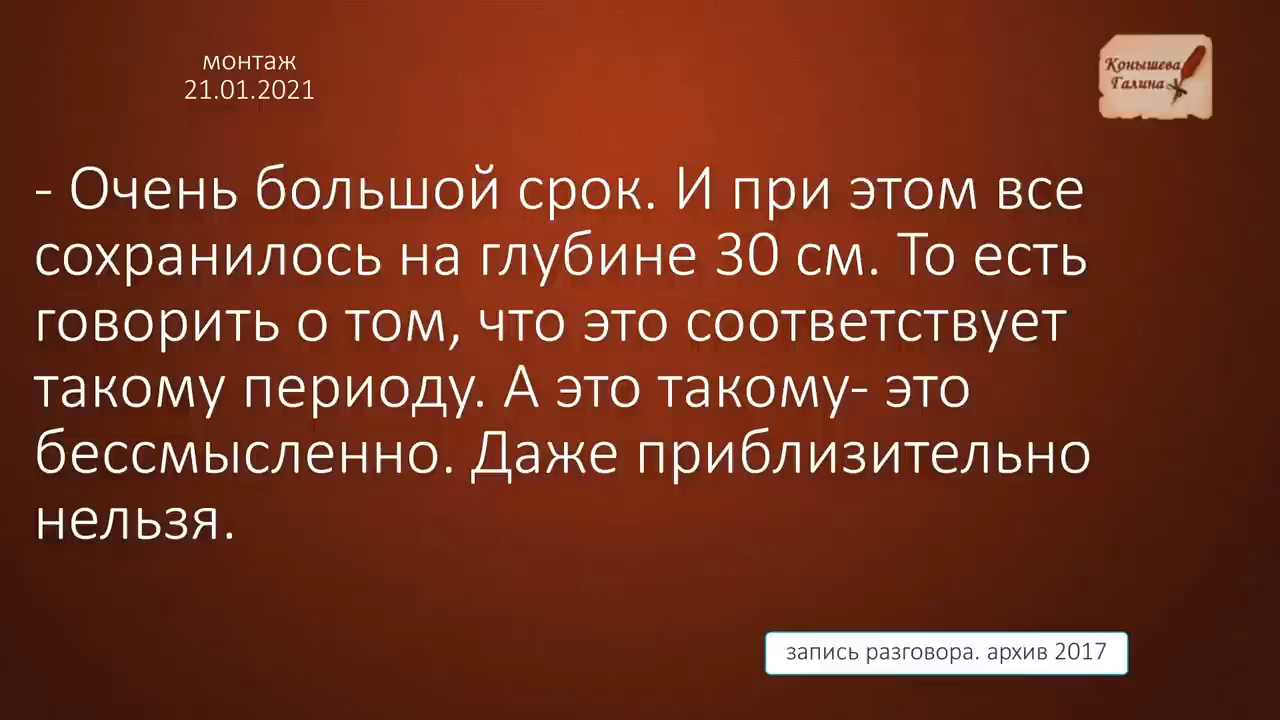 монтаж
21.01.2021
Конышева
Галина
- Очень большой срок. И при этом все
сохранилось на глубине 30 см. То есть
говорить о том, что это соответствует
такому периоду. А это такому- это
бессмысленно. Даже приблизительно
нельзя.
запись разговора. архив 2017